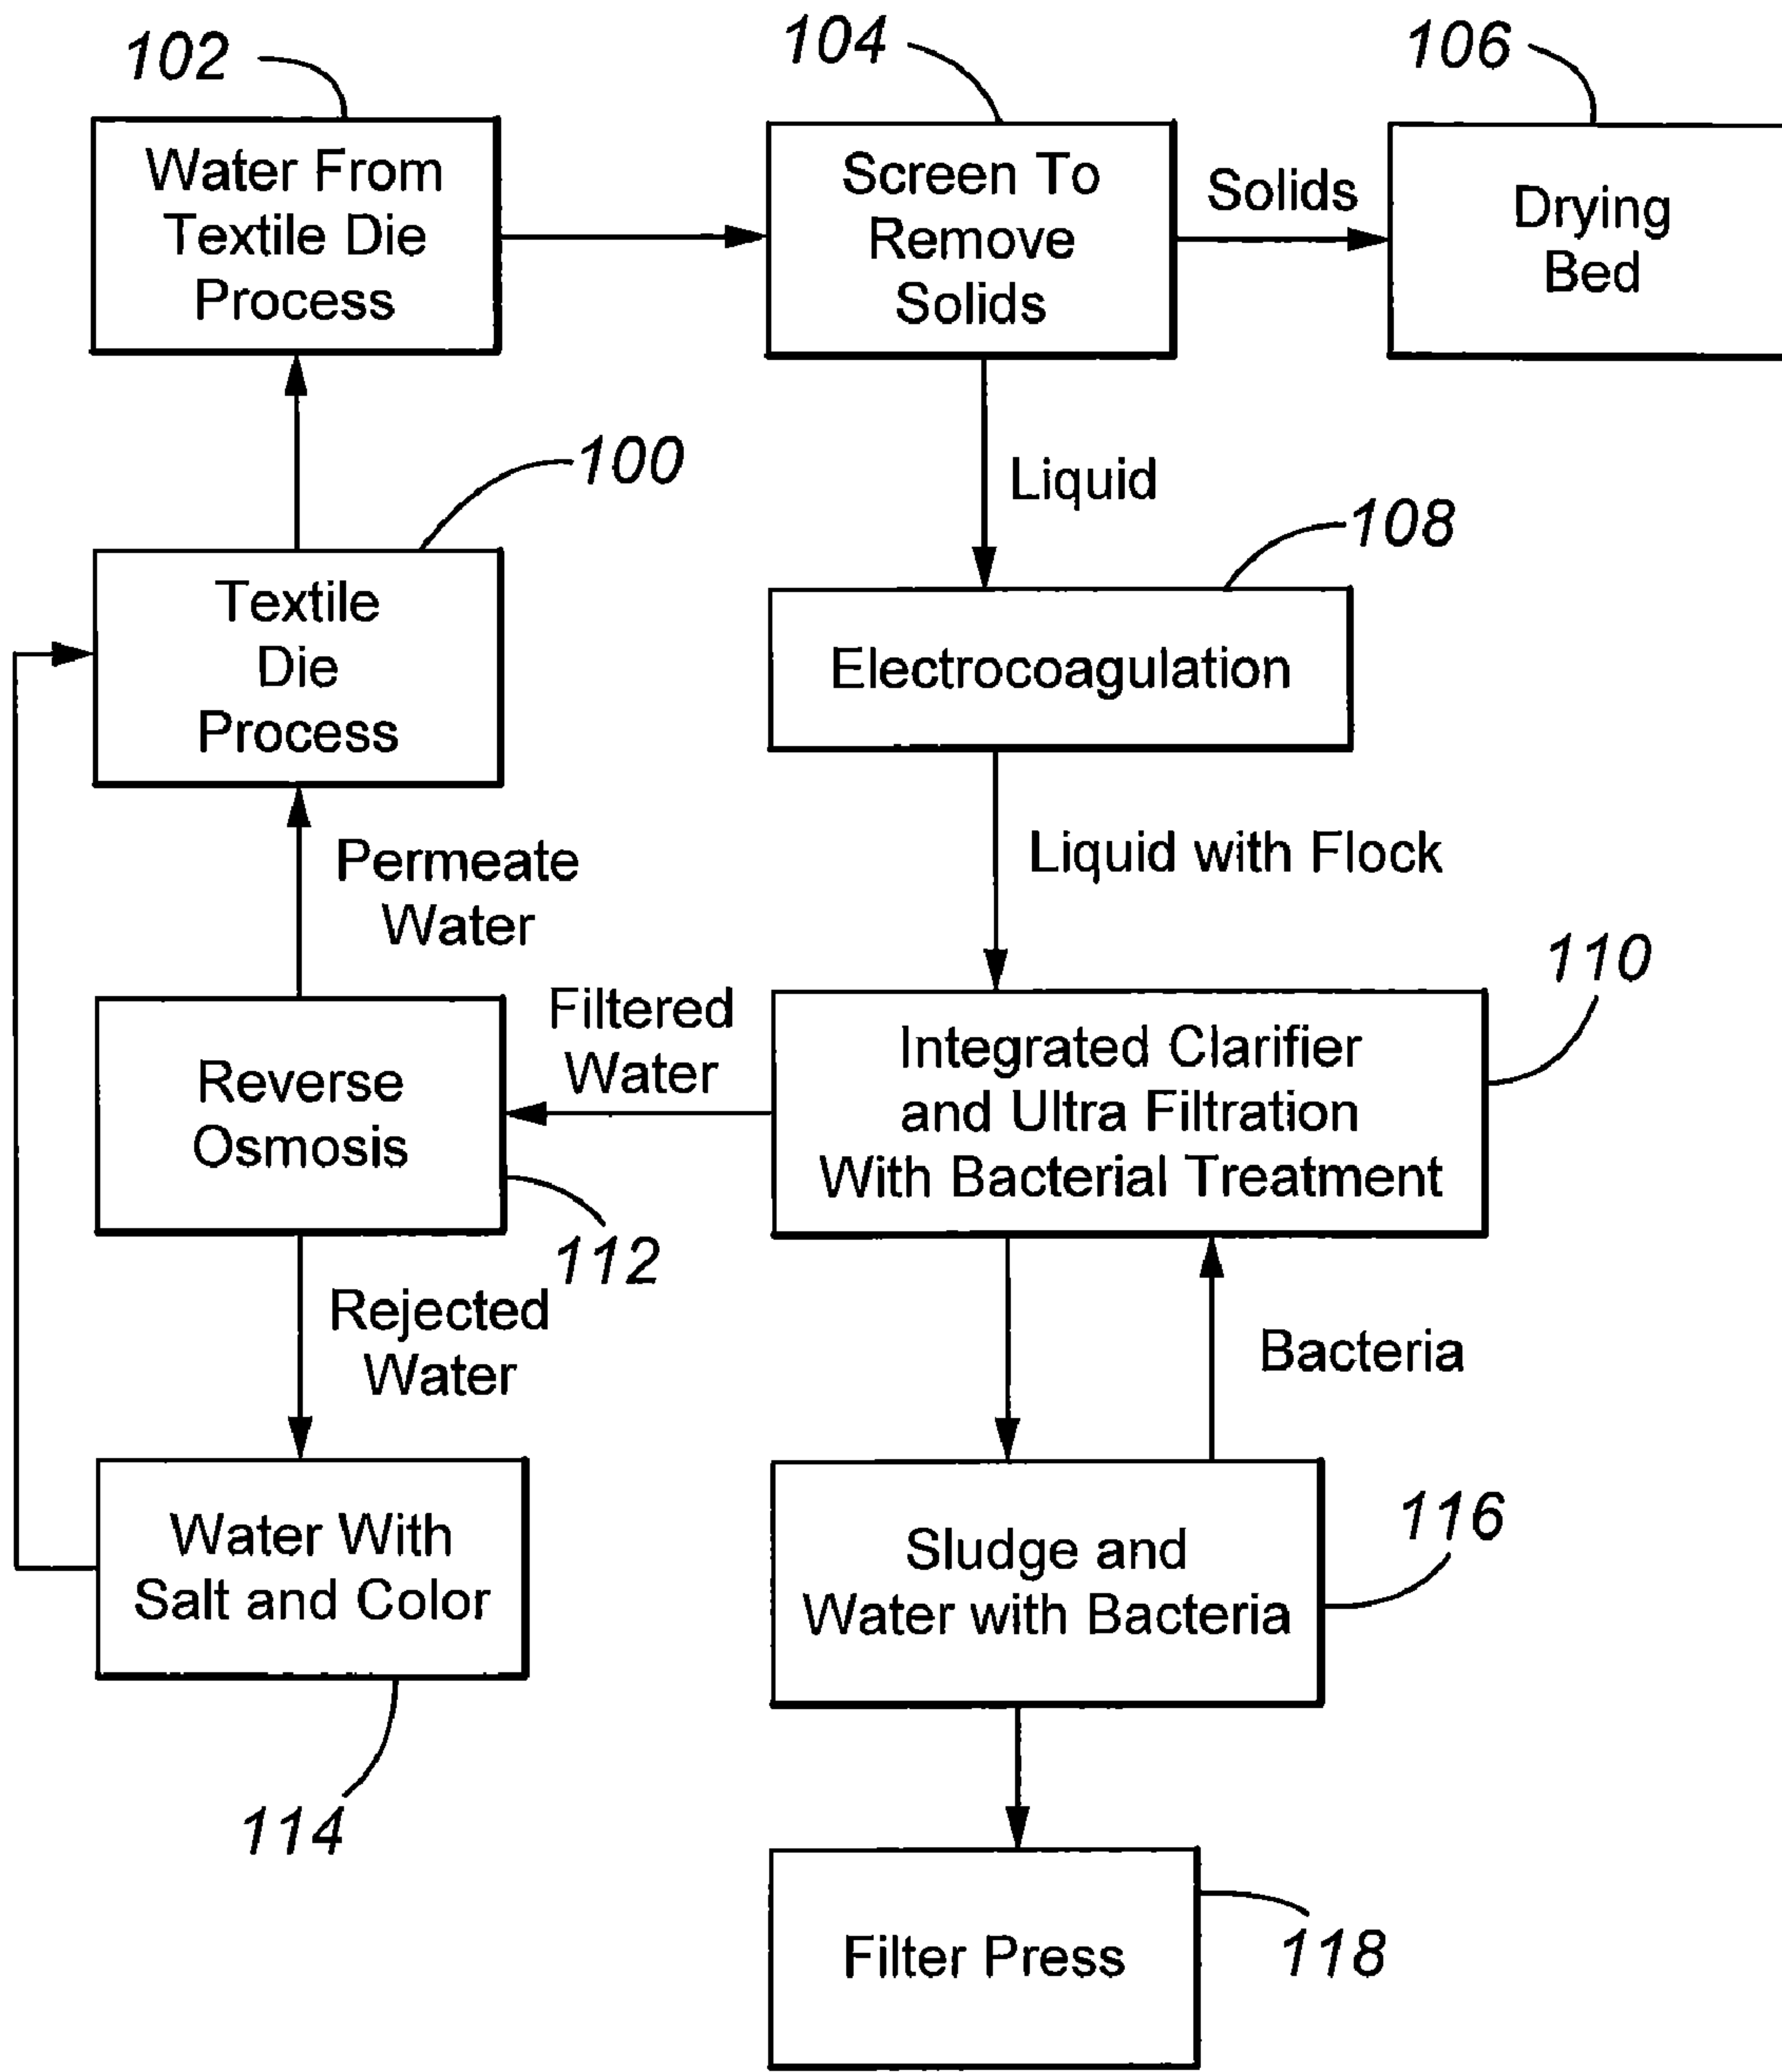 102
104
106
Water From
Textile Die
Process
Screen To
Remove
Solids
Solids
Drying
Bed
100
Liquid
108
Textile
Die
Process
Electrocoagulation
Permeate
Water
Liquid with Flock
110
Filtered
Water
Reverse
Osmosis
Integrated Clarifier
and Ultra Filtration
With Bacterial Treatment
112
Rejected
Water
Bacteria
116
Water With
Salt and Color
Sludge and
Water with Bacteria
114
Filter Press
118